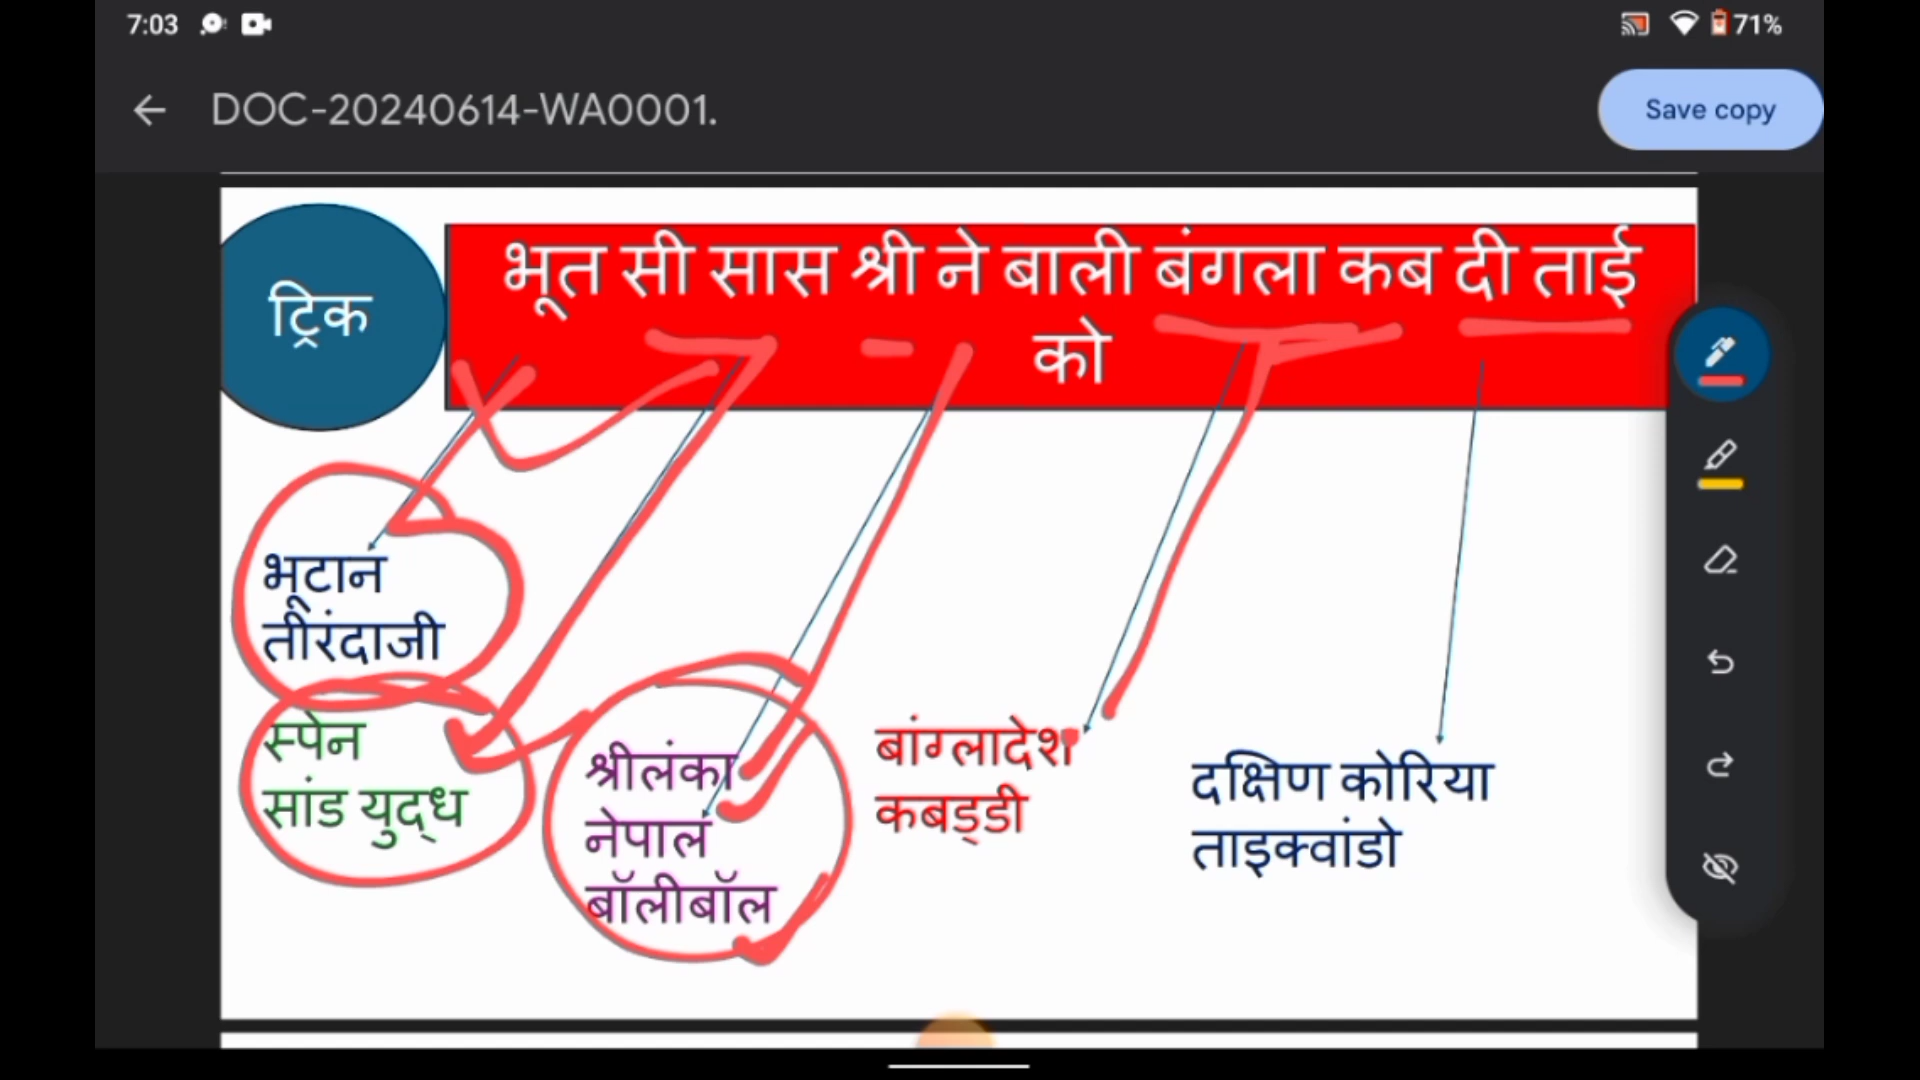 7:03
71%
DOC-20240614-WA0001.
Save copy
ट्रिक
भूत सी सास श्री ने बाली बंगला कब दी ताई
को
भूटान
तीरंदाजी
स्पेन
सांड युद्ध
श्रीलंका
नेपाल
बॉलीबॉल
बांग्लादेश
कबड्डी
दक्षिण कोरिया
ताइक्वांडो